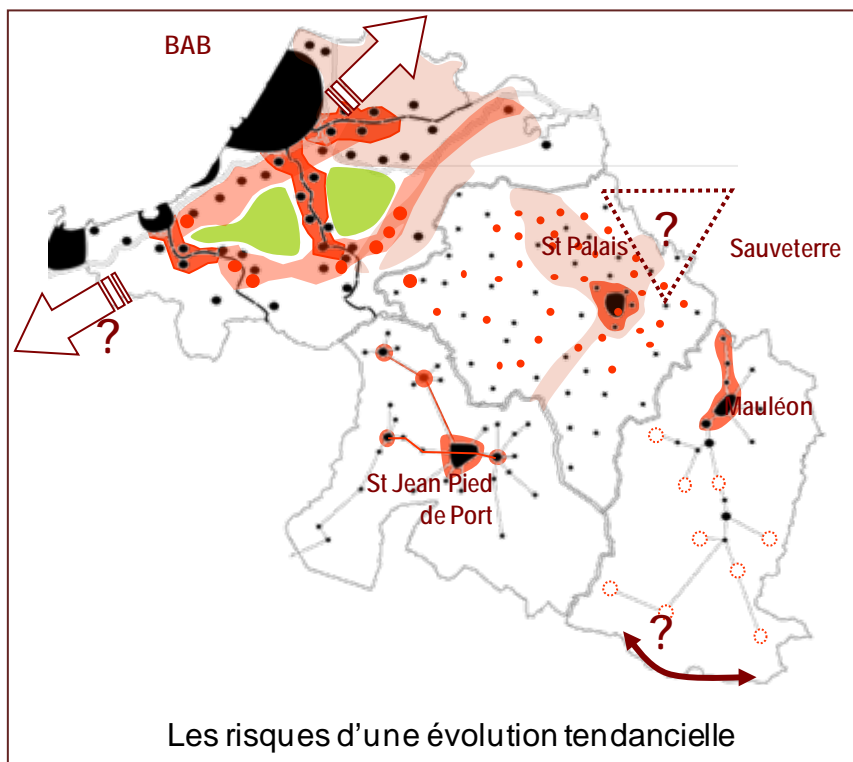 BAB
?
St Palais
Sauveterre
?
Mauléon
St Jean Pied
de Port
?
Les risques d'une évolution tendancielle